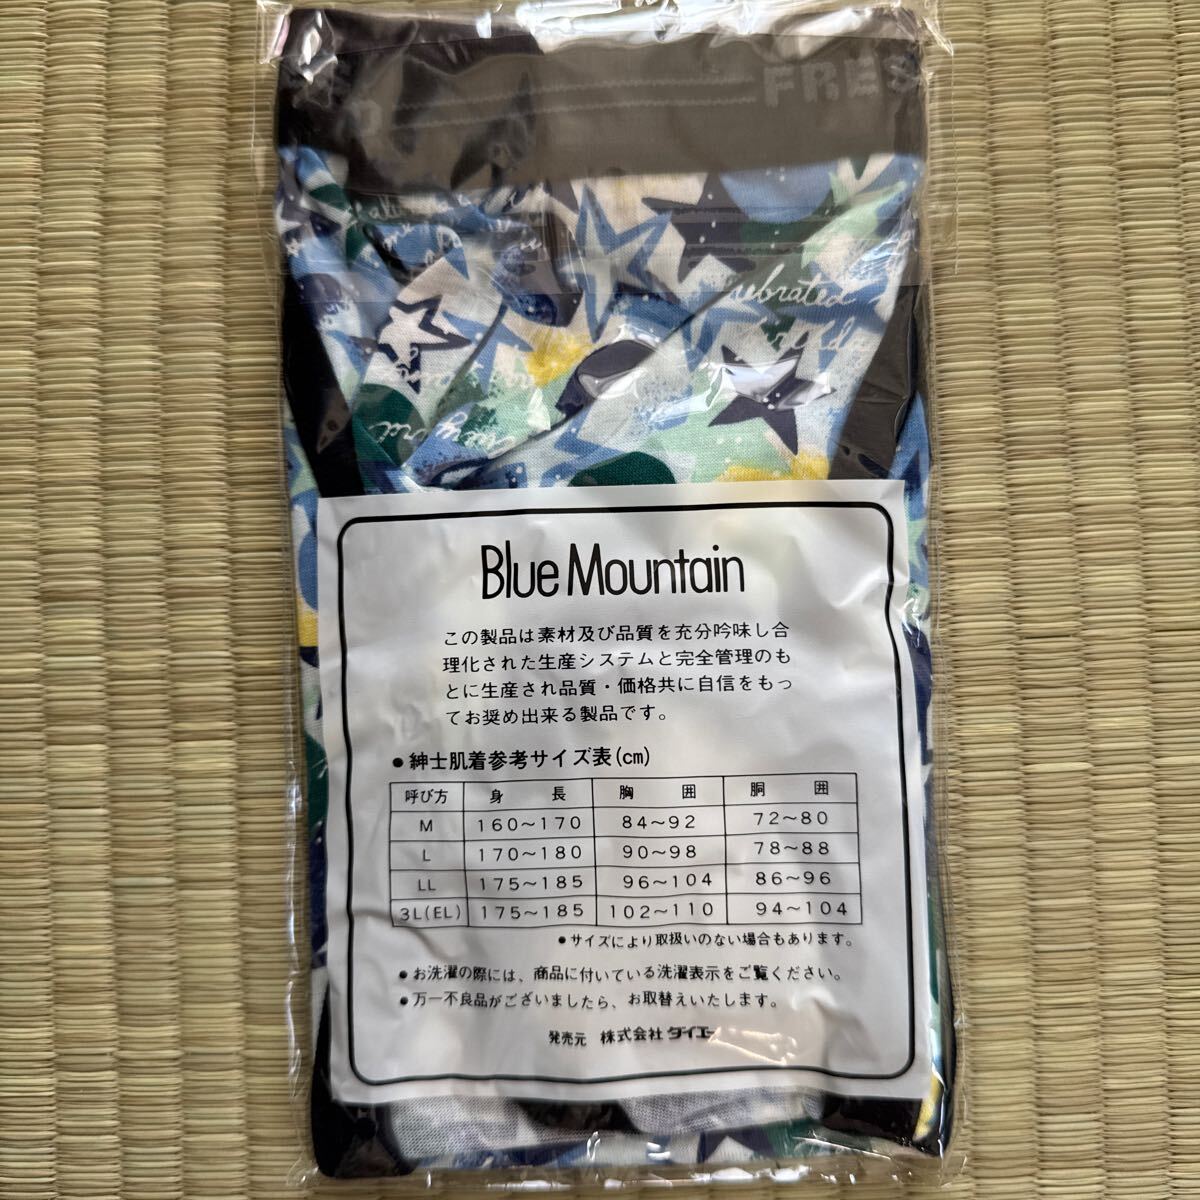 FRES
Celebrated
Blue Mountain
この製品は素材及び品質を充分吟味し合
理化された生産システムと完全管理のも
とに生産され品質・価格共に自信をもっ
てお奨め出来る製品です。
●紳士肌着参考サイズ表(cm)
呼び方 身長 胸囲 胴囲
M 160～170 84～92 72～80
L 170～180 90～98 78～88
LL 175～185 96～104 86～96
3L(EL) 175～185 102～110 94～104
●サイズにより取扱いのない場合もあります。
●お洗濯の際には、商品に付いている洗濯表示をご覧ください。
●万一不良品がございましたら、お取替えいたします。
発売元 株式会社ダイエー